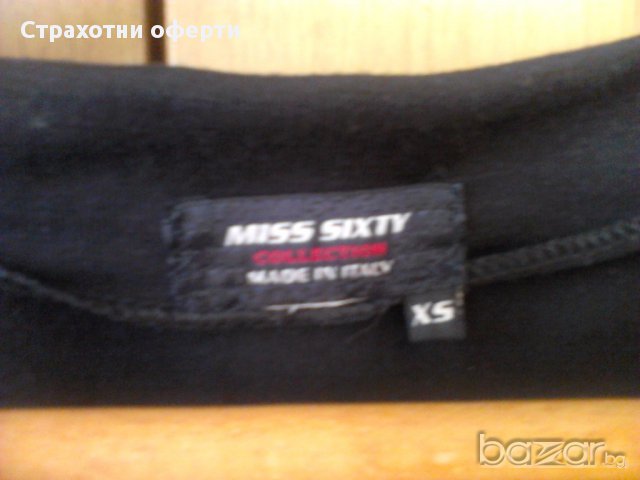 Страхотни оферти
MISS SIXTY
COLLECTION
MADE IN ITALY
XS
bazar.bg